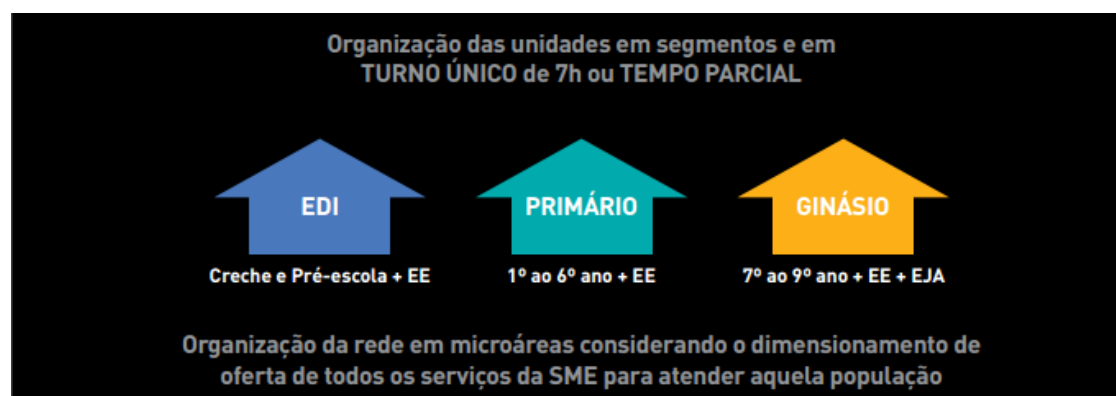 Organização das unidades em segmentos e em
TURNO ÚNICO de 7h ou TEMPO PARCIAL
EDI
PRIMÁRIO
GINÁSIO
Creche e Pré-escola + EE
1º ao 6º ano + EE
7º ao 9º ano + EE + EJA
Organização da rede em microáreas considerando o dimensionamento de
oferta de todos os serviços da SME para atender aquela população